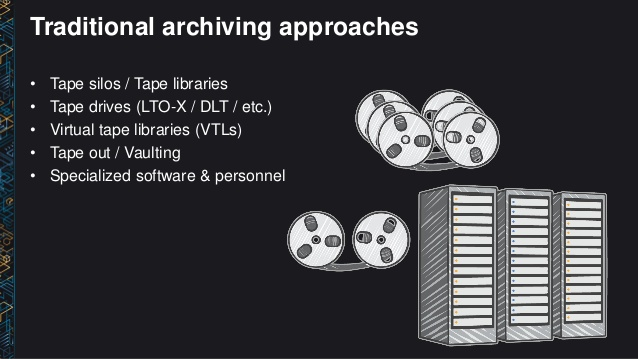 Traditional archiving approaches
• Tape silos / Tape libraries
• Tape drives (LTO-X / DLT / etc.)
• Virtual tape libraries (VTLs)
• Tape out / Vaulting
• Specialized software & personnel